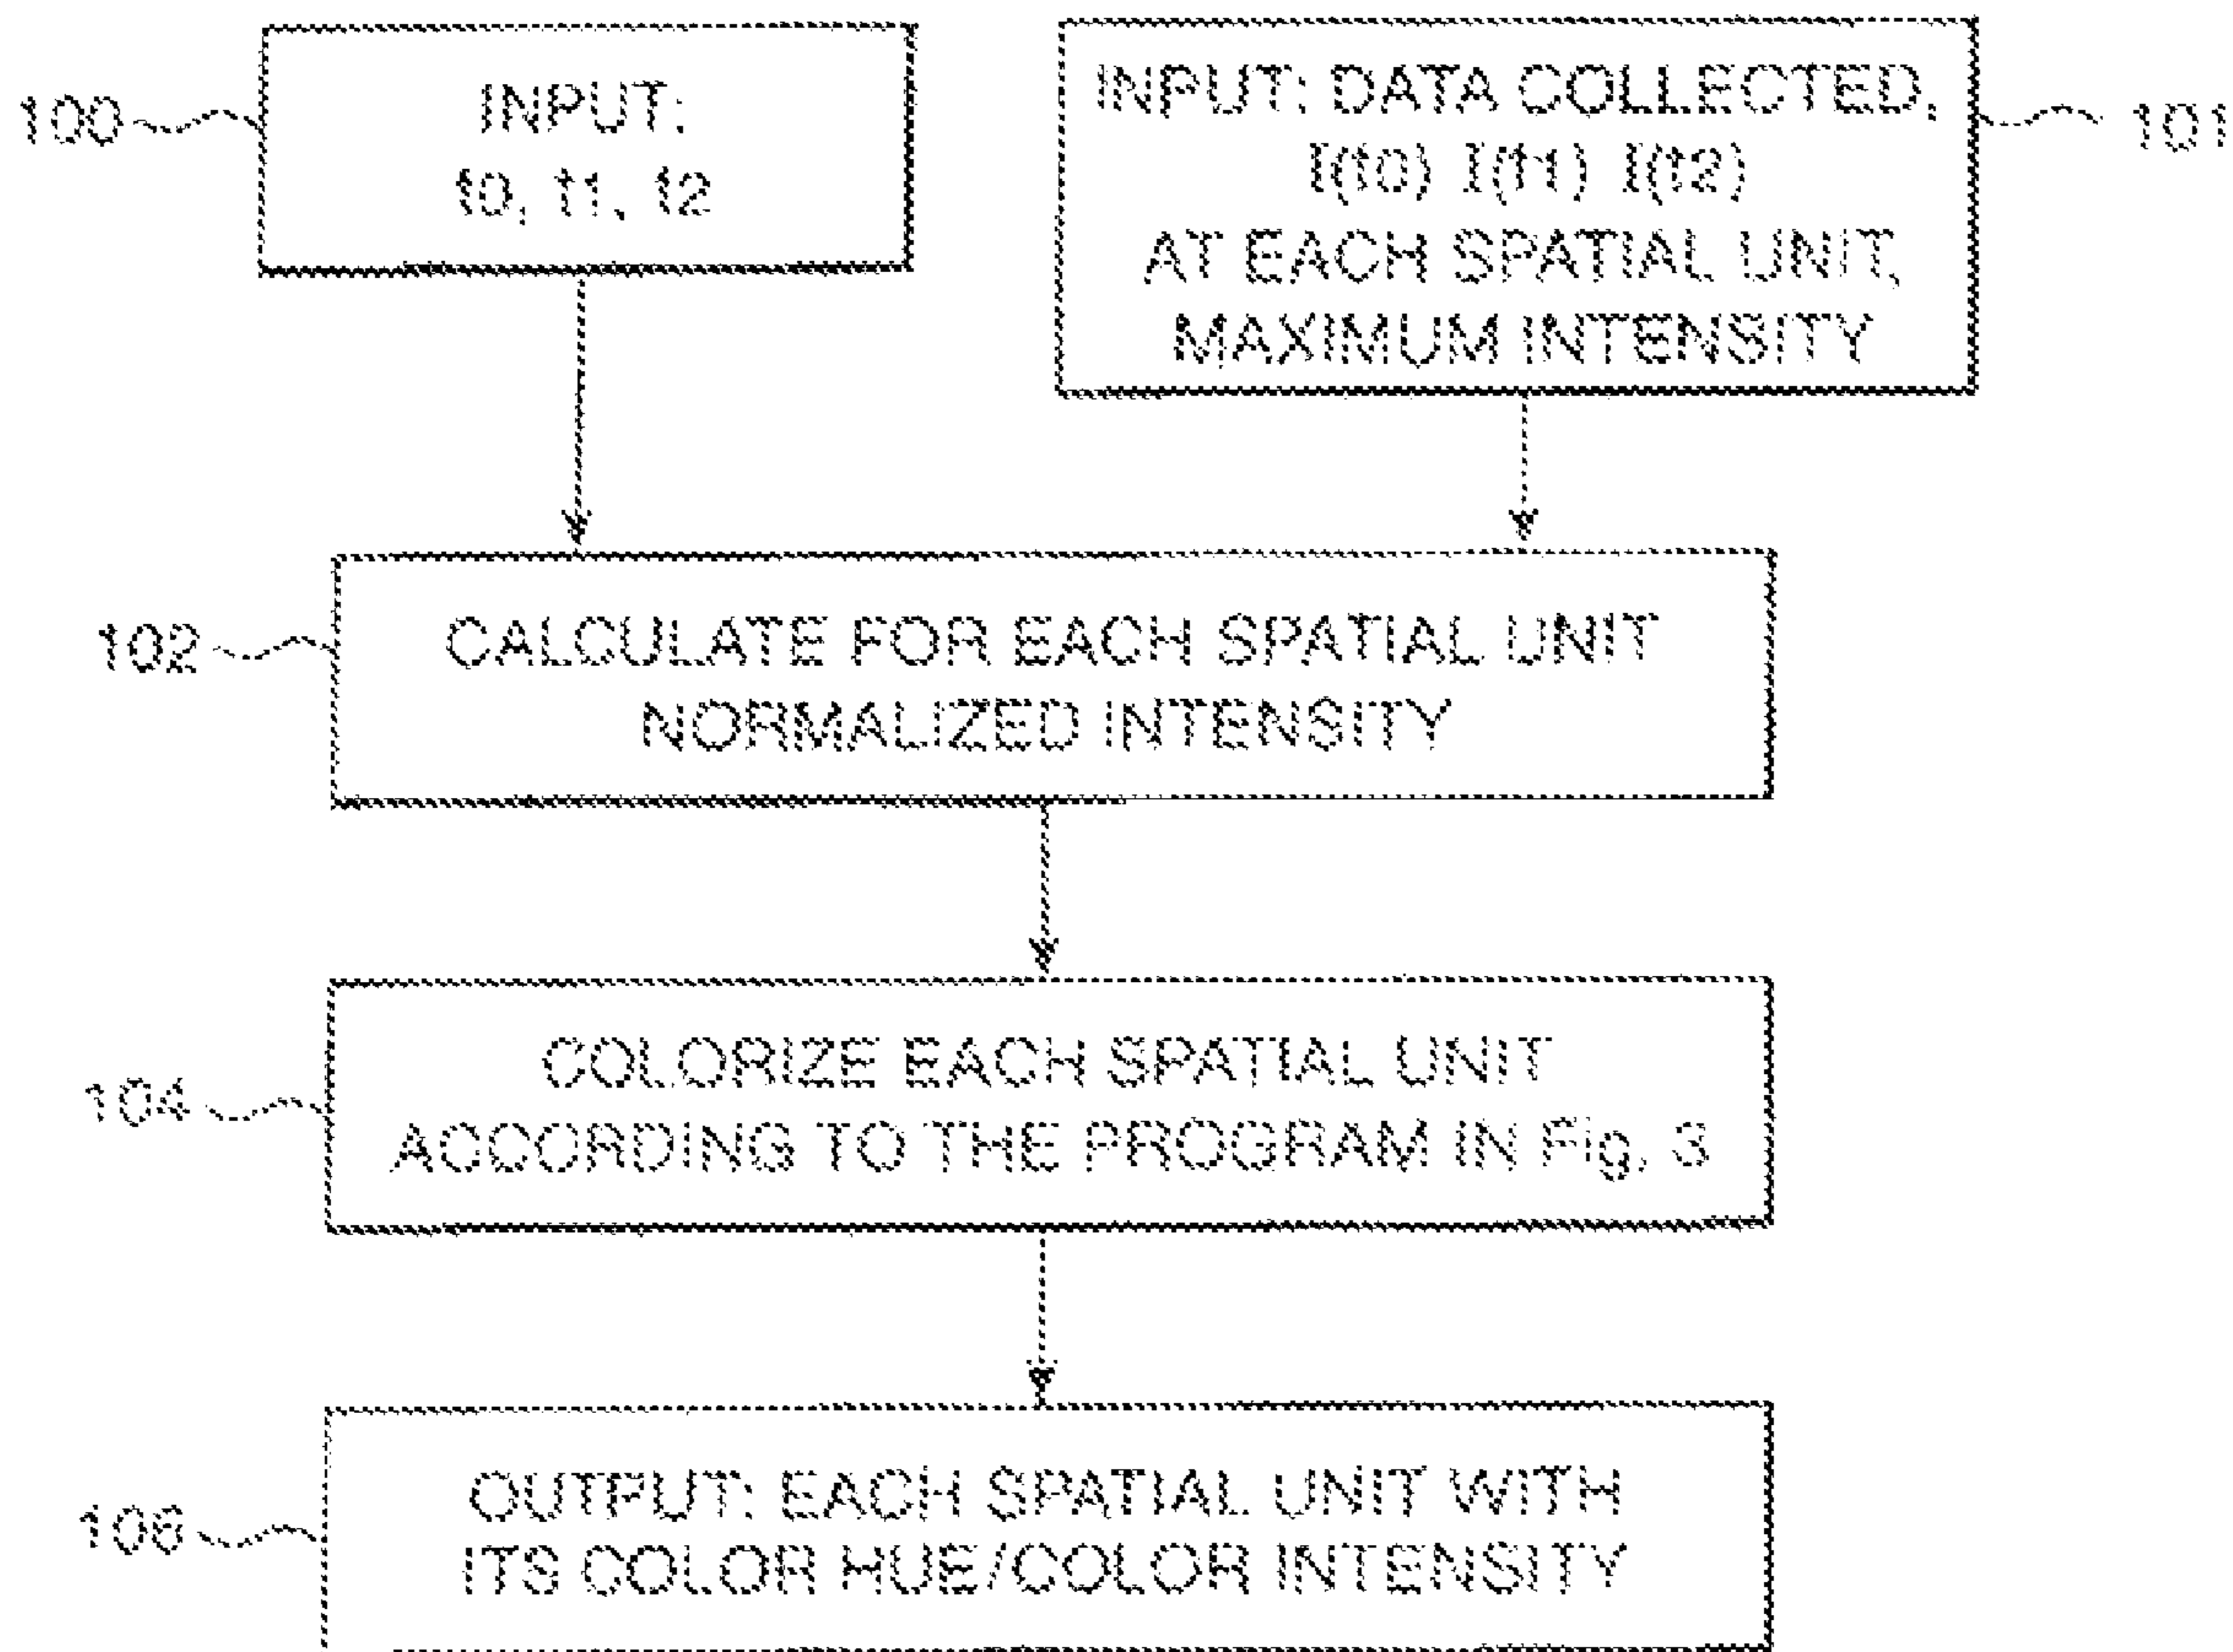 100
INPUT:
t0, t1, t2
INPUT: DATA COLLECTED,
I(t0) I(t1) I(t2)
AT EACH SPATIAL UNIT,
MAXIMUM INTENSITY
101
102
CALCULATE FOR EACH SPATIAL UNIT
NORMALIZED INTENSITY
104
COLORIZE EACH SPATIAL UNIT
ACCORDING TO THE PROGRAM IN Fig. 3
106
OUTPUT: EACH SPATIAL UNIT WITH
ITS COLOR HUE/COLOR INTENSITY